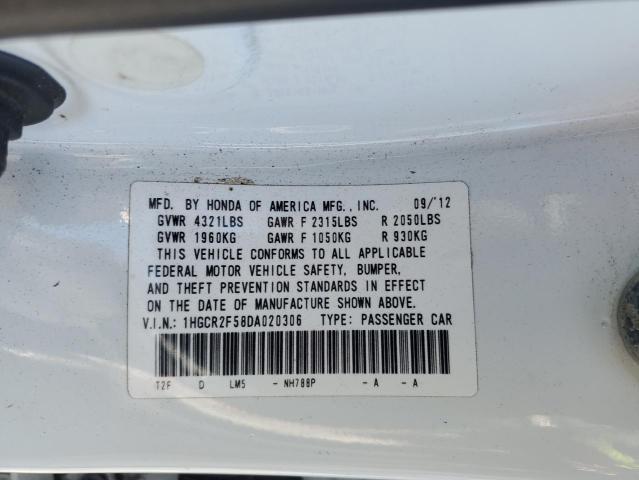 MFD. BY HONDA OF AMERICA MFG., INC. 09/'12
GVWR 4321LBS GAWR F 2315LBS R 2050LBS
GVWR 1960KG GAWR F 1050KG R 930KG
THIS VEHICLE CONFORMS TO ALL APPLICABLE
FEDERAL MOTOR VEHICLE SAFETY, BUMPER,
AND THEFT PREVENTION STANDARDS IN EFFECT
ON THE DATE OF MANUFACTURE SHOWN ABOVE.
V.I.N.: 1HGCR2F58DA020306 TYPE: PASSENGER CAR
T2F D LM5 - NH788P - A - A